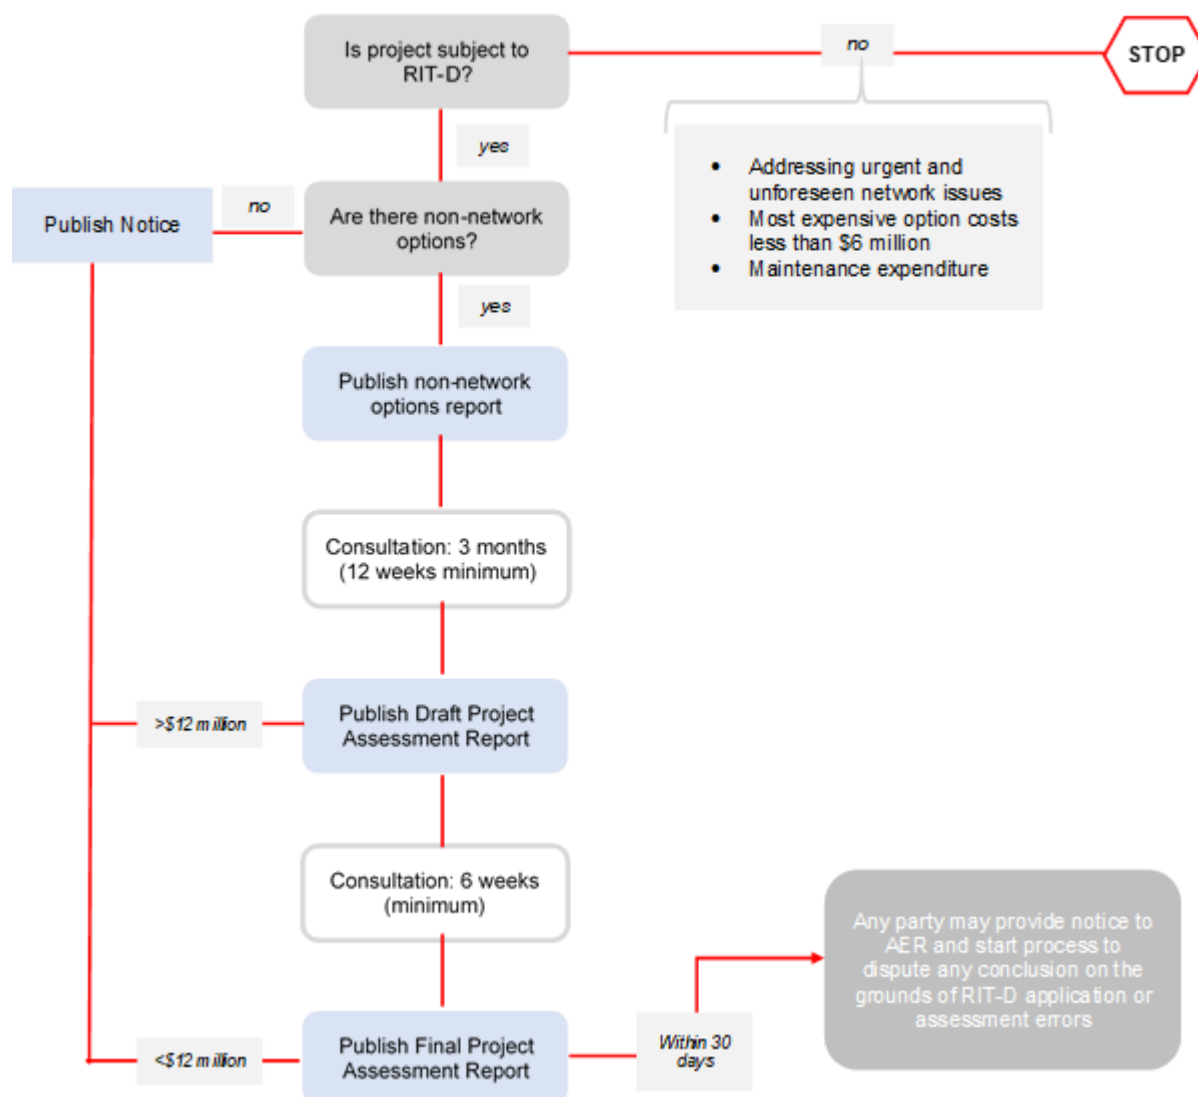 Is project subject to
RIT-D?
no
STOP
yes
• Addressing urgent and
unforeseen network issues
• Most expensive option costs
less than $6 million
• Maintenance expenditure
Publish Notice
no
Are there non-network
options?
yes
Publish non-network
options report
Consultation: 3 months
(12 weeks minimum)
>$12 million
Publish Draft Project
Assessment Report
Consultation: 6 weeks
(minimum)
Any party may provide notice to
AER and start process to
dispute any conclusion on the
grounds of RIT-D application or
assessment errors
<$12 million
Publish Final Project
Assessment Report
Within 30
days